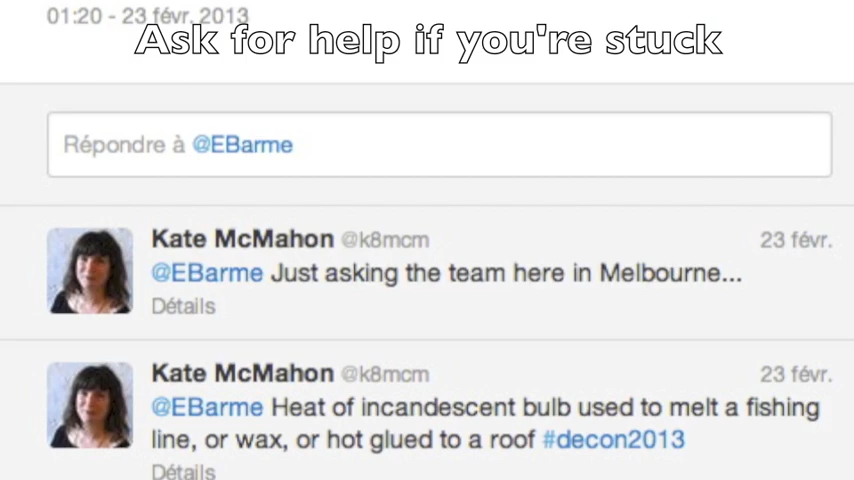 01:20 - 23 févr. 2013
Ask for help if you're stuck
Répondre à @EBarme
Kate McMahon @k8mcm 23 févr.
@EBarme Just asking the team here in Melbourne...
Détails
Kate McMahon @k8mcm 23 févr.
@EBarme Heat of incandescent bulb used to melt a fishing
line, or wax, or hot glued to a roof #decon2013
Détails